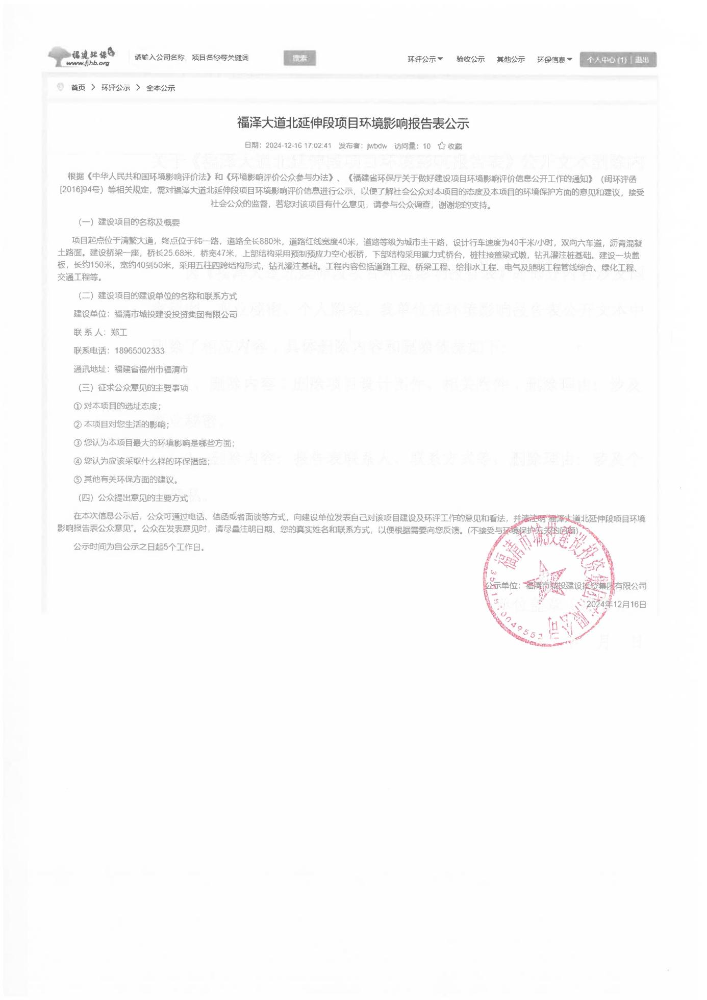 福建环保
www.fjhb.org
请输入公司名称、项目名称等关键词
搜索
环评公示
验收公示
其他公示
环保信息
个人中心 (1) | 退出
首页 > 环评公示 > 全本公示
福泽大道北延伸段项目环境影响报告表公示
日期：2024-12-16 17:02:41 发布者：jwbdw 访问量：10 收藏
根据《中华人民共和国环境影响评价法》和《环境影响评价公众参与办法》、《福建省环保厅关于做好建设项目环境影响评价信息公开工作的通知》（闽环评函
[2016]94号）等相关规定，需对福泽大道北延伸段项目环境影响评价信息进行公示，以便了解社会公众对本项目的态度及本项目的环境保护方面的意见和建议，接受
社会公众的监督，若您对该项目有什么意见，请参与公众调查，谢谢您的支持。
（一）建设项目的名称及概要
项目起点位于清繁大道，终点位于纬一路，道路全长880米，道路红线宽度40米，道路等级为城市主干路，设计行车速度为40千米/小时，双向六车道，沥青混凝
土路面。建设桥梁一座，桥长25.68米，桥宽47米，上部结构采用预制预应力空心板桥，下部结构采用重力式桥台，桩柱接盖梁式墩，钻孔灌注桩基础。建设一块盖
板，长约150米，宽约40到50米，采用五柱四跨结构形式，钻孔灌注基础。工程内容包括道路工程、桥梁工程、给排水工程、电气及照明工程管线综合、绿化工程、
交通工程等。
（二）建设项目的建设单位的名称和联系方式
建设单位：福清市城投建设投资集团有限公司
联 系 人：郑工
联系电话：18965002333
通讯地址：福建省福州市福清市
（三）征求公众意见的主要事项
① 对本项目的选址态度；
② 本项目对您生活的影响；
③ 您认为本项目最大的环境影响是哪些方面；
④ 您认为应该采取什么样的环保措施；
⑤ 其他有关环保方面的建议。
（四）公众提出意见的主要方式
在本次信息公示后，公众可通过电话、信函或者面谈等方式，向建设单位发表自己对该项目建设及环评工作的意见和看法，并请注明“福泽大道北延伸段项目环境
影响报告表公众意见”。公众在发表意见时，请尽量注明日期、您的真实姓名和联系方式，以便根据需要向您反馈。(不接受与环境保护无关的问题)
公示时间为自公示之日起5个工作日。
公示单位：福清市城投建设投资集团有限公司
2024年12月16日
福清市城投建设投资集团有限公司